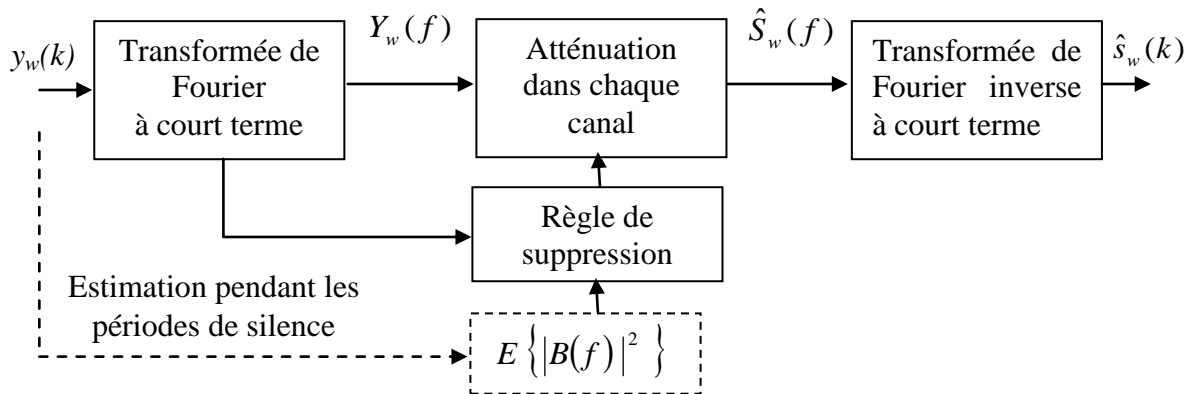 y_w(k)
Transformée de
Fourier
à court terme
Y_w(f)
Atténuation
dans chaque
canal
Ŝ_w(f)
Transformée de
Fourier inverse
à court terme
ŝ_w(k)
Règle de
suppression
Estimation pendant les
périodes de silence
E{|B(f)|²}